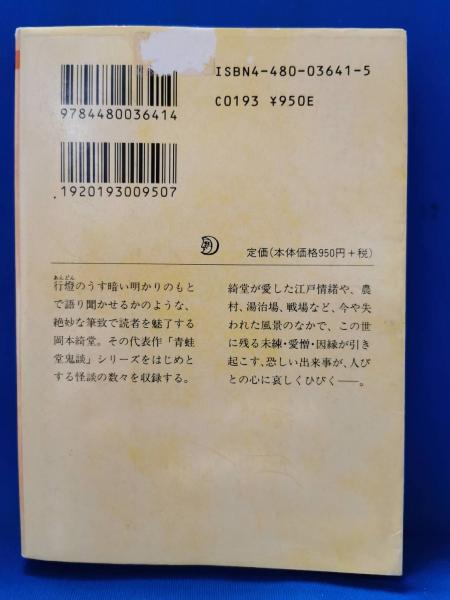 ISBN4-480-03641-5
C0193 ¥950E
9784480036414
1920193009507
定価(本体価格950円+税)
あんどん
行燈のうす暗い明かりのもと
で語り聞かせるかのような、
絶妙な筆致で読者を魅了する
岡本綺堂。その代表作「青蛙
堂鬼談」シリーズをはじめと
する怪談の数々を収録する。
綺堂が愛した江戸情緒や、農
村、湯治場、戦場など、今や失
われた風景のなかで、この世
に残る未練・愛憎・因縁が引き
起こす、恐しい出来事が、人び
との心に哀しくひびく──。